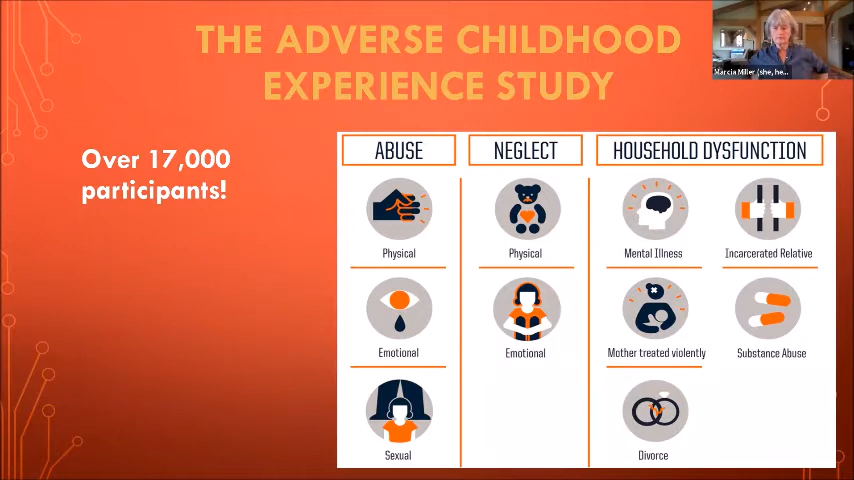 THE ADVERSE CHILDHOOD
EXPERIENCE STUDY
Marcia Miller (she, he...
Over 17,000
participants!
ABUSE
NEGLECT
HOUSEHOLD DYSFUNCTION
Physical
Physical
Mental Illness
Incarcerated Relative
Emotional
Emotional
Mother treated violently
Substance Abuse
Sexual
Divorce